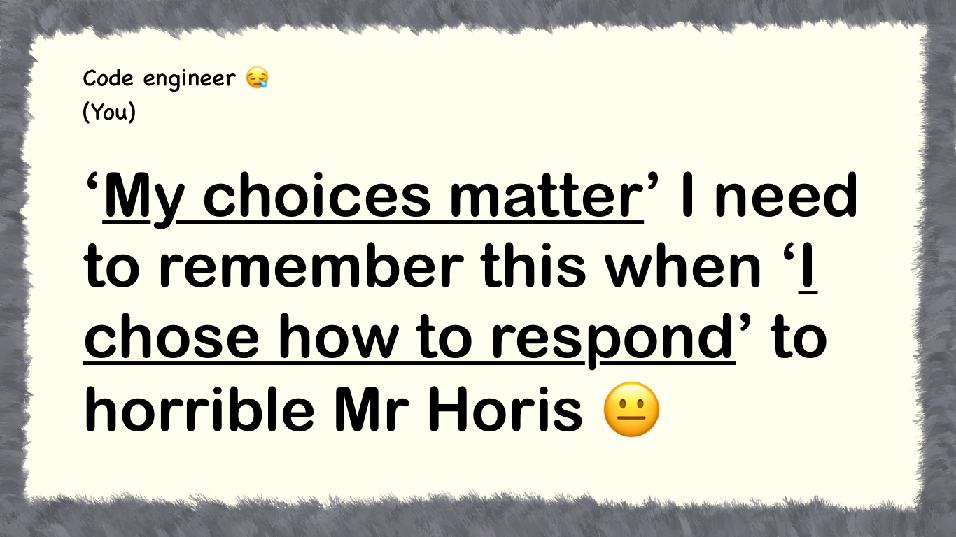 Code engineer 😪
(You)
‘My choices matter’ I need
to remember this when ‘I
chose how to respond’ to
horrible Mr Horis 😐